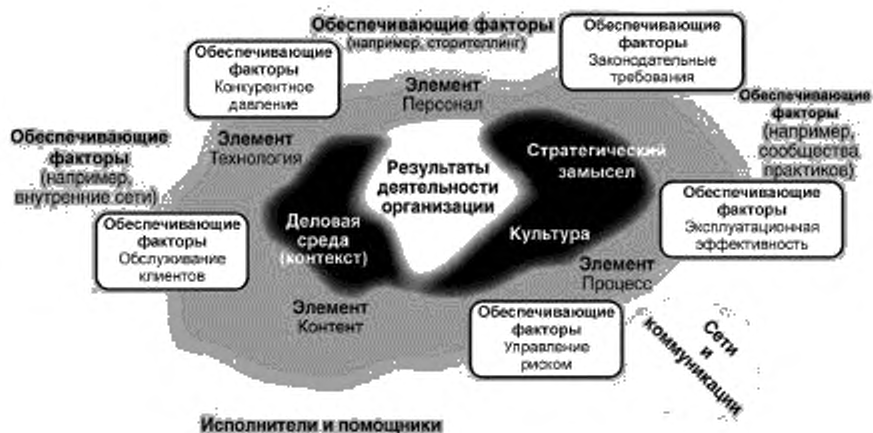 Обеспечивающие факторы
(например, сторителлинг)
Обеспечивающие
факторы
Конкурентное
давление
Обеспечивающие
факторы
Законодательные
требования
Элемент
Персонал
Обеспечивающие
факторы
(например,
сообщества
практиков)
Обеспечивающие
факторы
(например,
внутренние сети)
Элемент
Технология
Результаты
деятельности
организации
Стратегический
замысел
Обеспечивающие
факторы
Эксплуатационная
эффективность
Обеспечивающие
факторы
Обслуживание
клиентов
Деловая
среда
(контекст)
Культура
Элемент
Процесс
Элемент
Контент
Обеспечивающие
факторы
Управление
риском
Сети
и
коммуникации
Исполнители и помощники